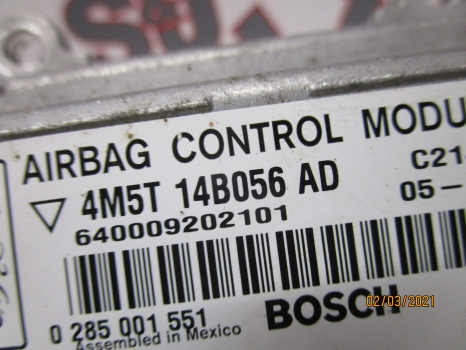 AIRBAG CONTROL MODU
4M5T 14B056 AD
C21
640009202101
05-
0 285 001 551
BOSCH
Assembled in Mexico
02/03/2021